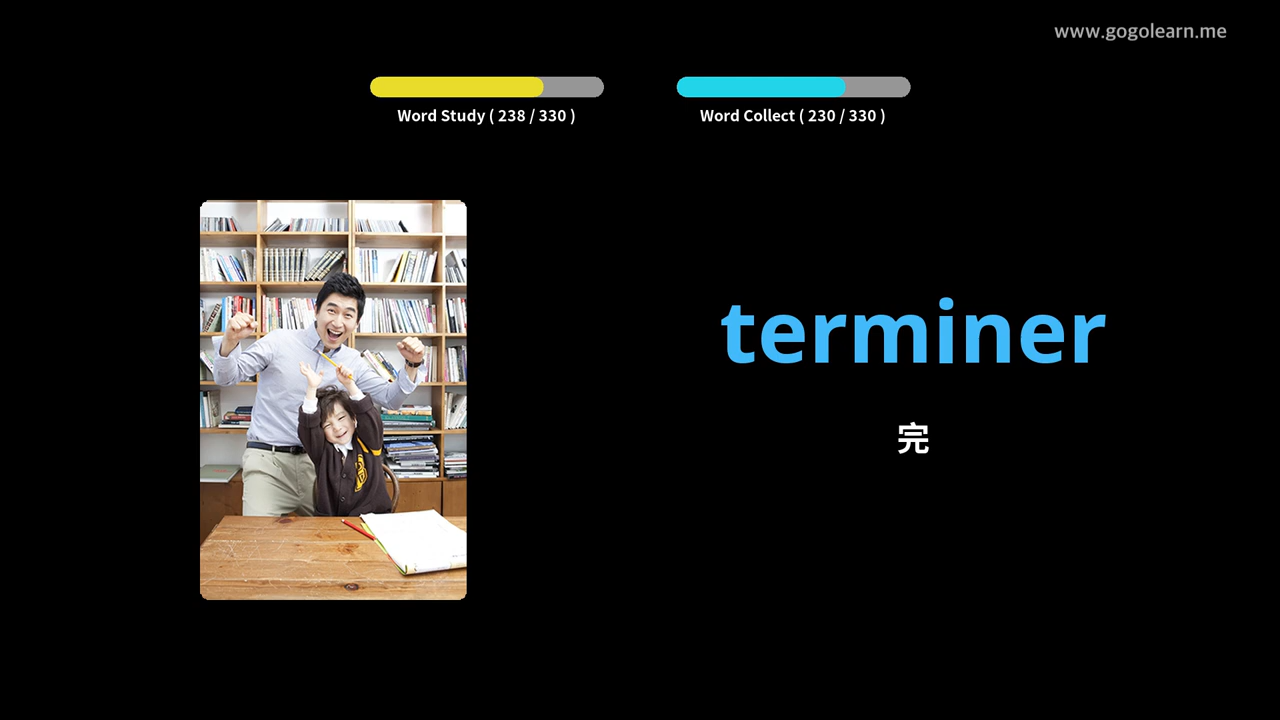 www.gogolearn.me
Word Study ( 238 / 330 )
Word Collect ( 230 / 330 )
terminer
完